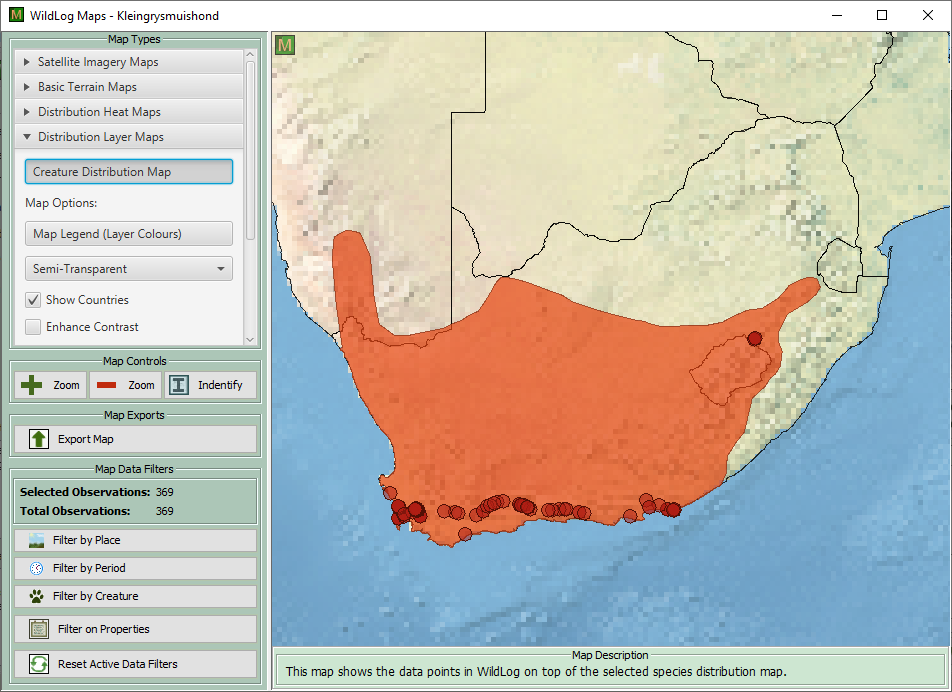 M WildLog Maps - Kleingrysmuishond
Map Types
Satellite Imagery Maps
Basic Terrain Maps
Distribution Heat Maps
Distribution Layer Maps
Creature Distribution Map
Map Options:
Map Legend (Layer Colours)
Semi-Transparent
Show Countries
Enhance Contrast
Map Controls
Zoom Zoom Indentify
Map Exports
Export Map
Map Data Filters
Selected Observations: 369
Total Observations: 369
Filter by Place
Filter by Period
Filter by Creature
Filter on Properties
Reset Active Data Filters
M
Map Description
This map shows the data points in WildLog on top of the selected species distribution map.